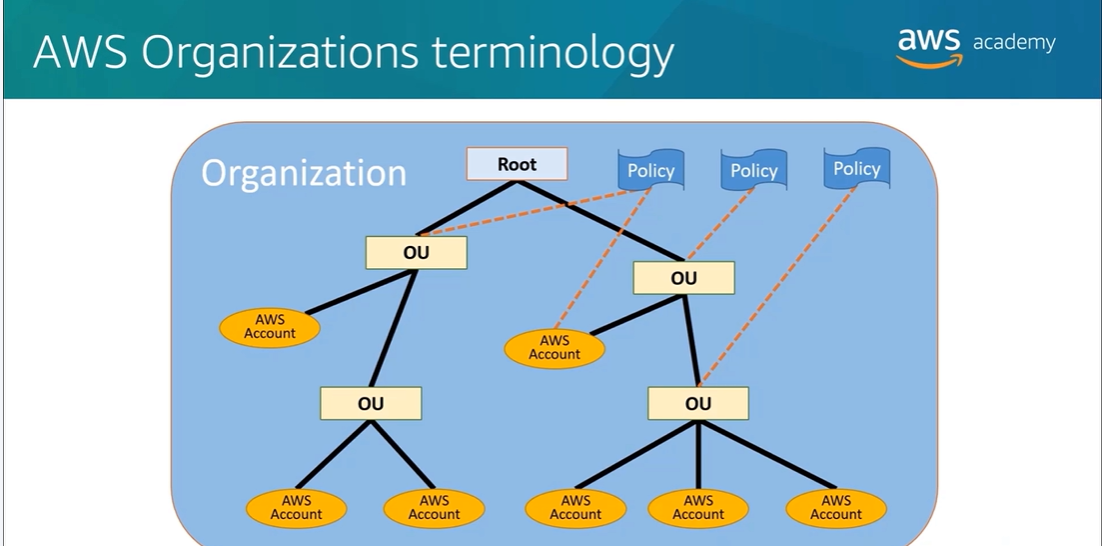 AWS Organizations terminology
aws academy
Organization
Root
Policy
Policy
Policy
OU
OU
AWS
Account
AWS
Account
OU
OU
AWS
Account
AWS
Account
AWS
Account
AWS
Account
AWS
Account